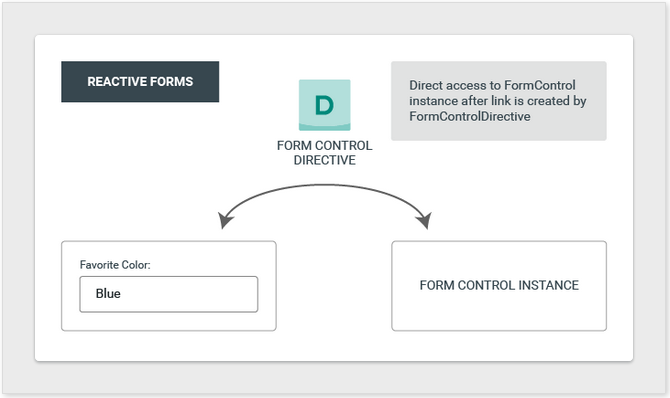 REACTIVE FORMS
D
FORM CONTROL
DIRECTIVE
Direct access to FormControl
instance after link is created by
FormControlDirective
Favorite Color:
Blue
FORM CONTROL INSTANCE